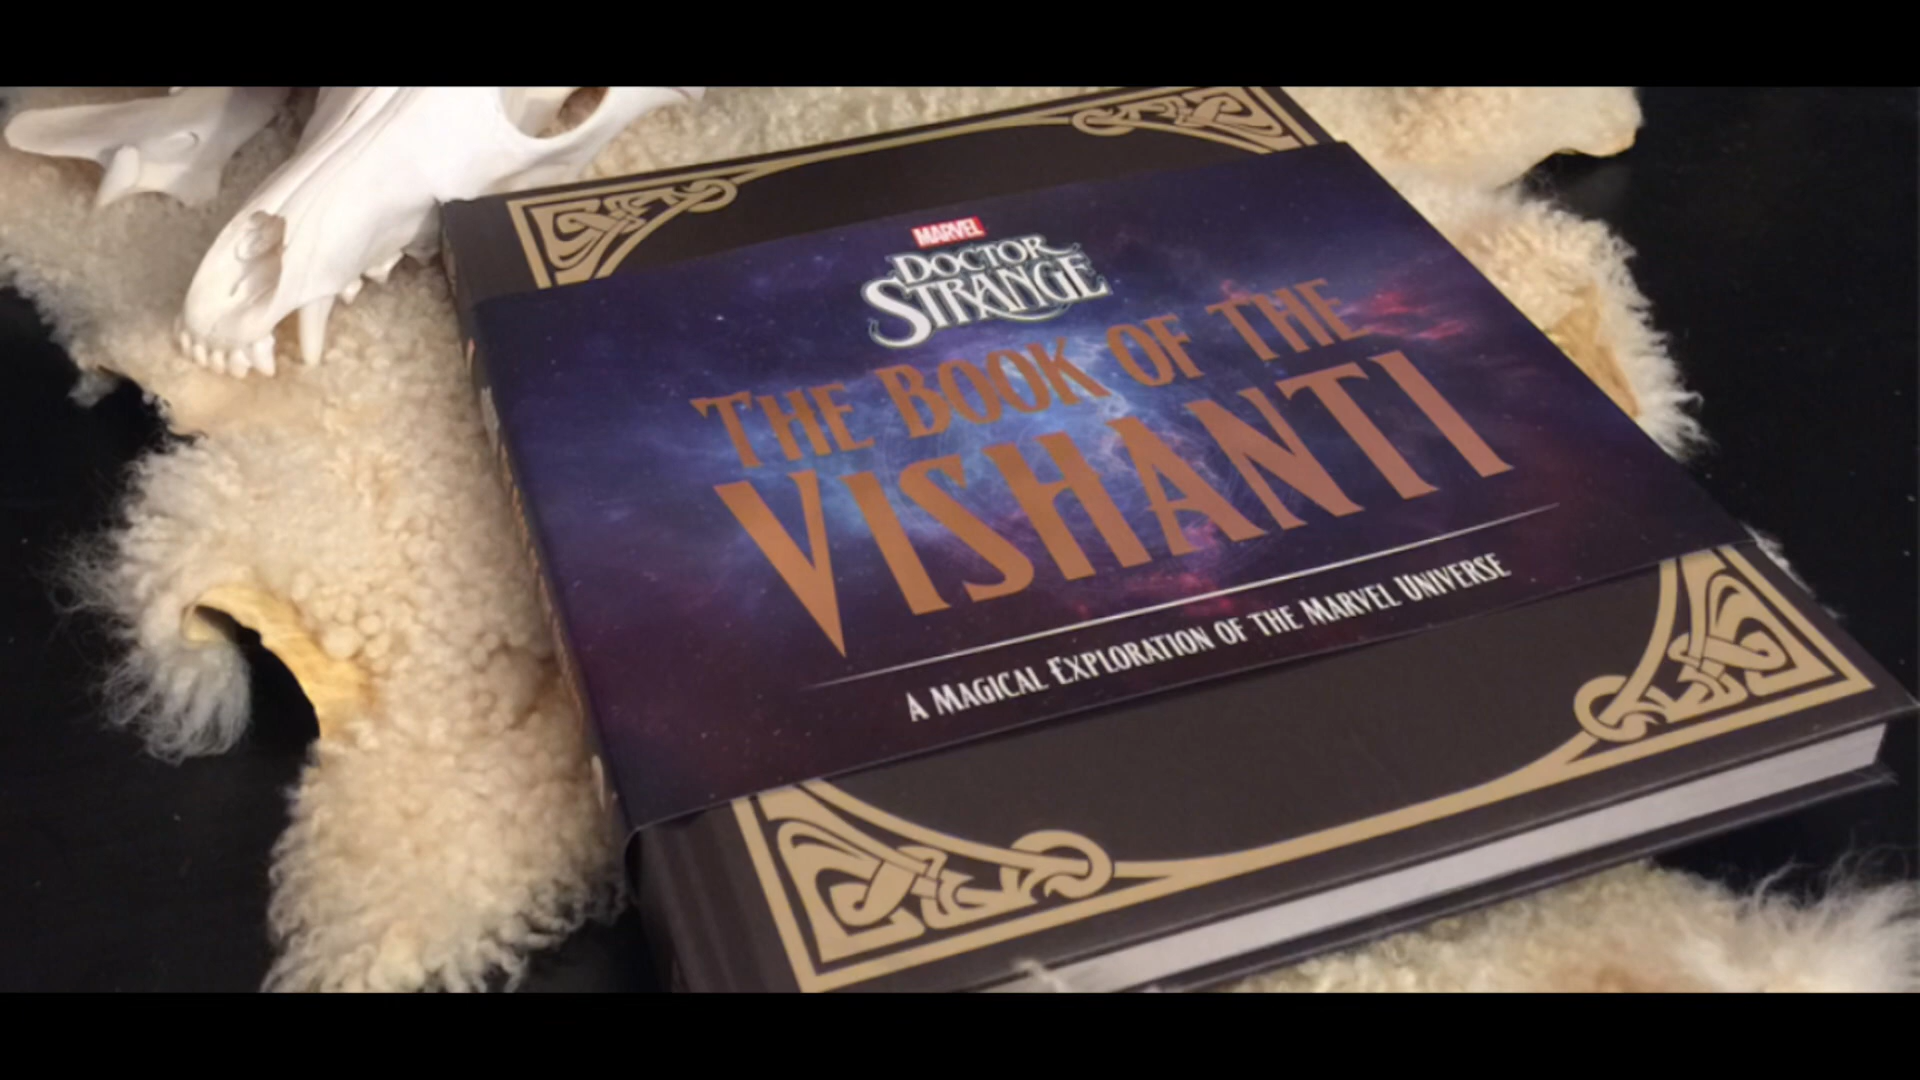 MARVEL
DOCTOR
STRANGE
THE BOOK OF THE
VISHANTI
A MAGICAL EXPLORATION OF THE MARVEL UNIVERSE